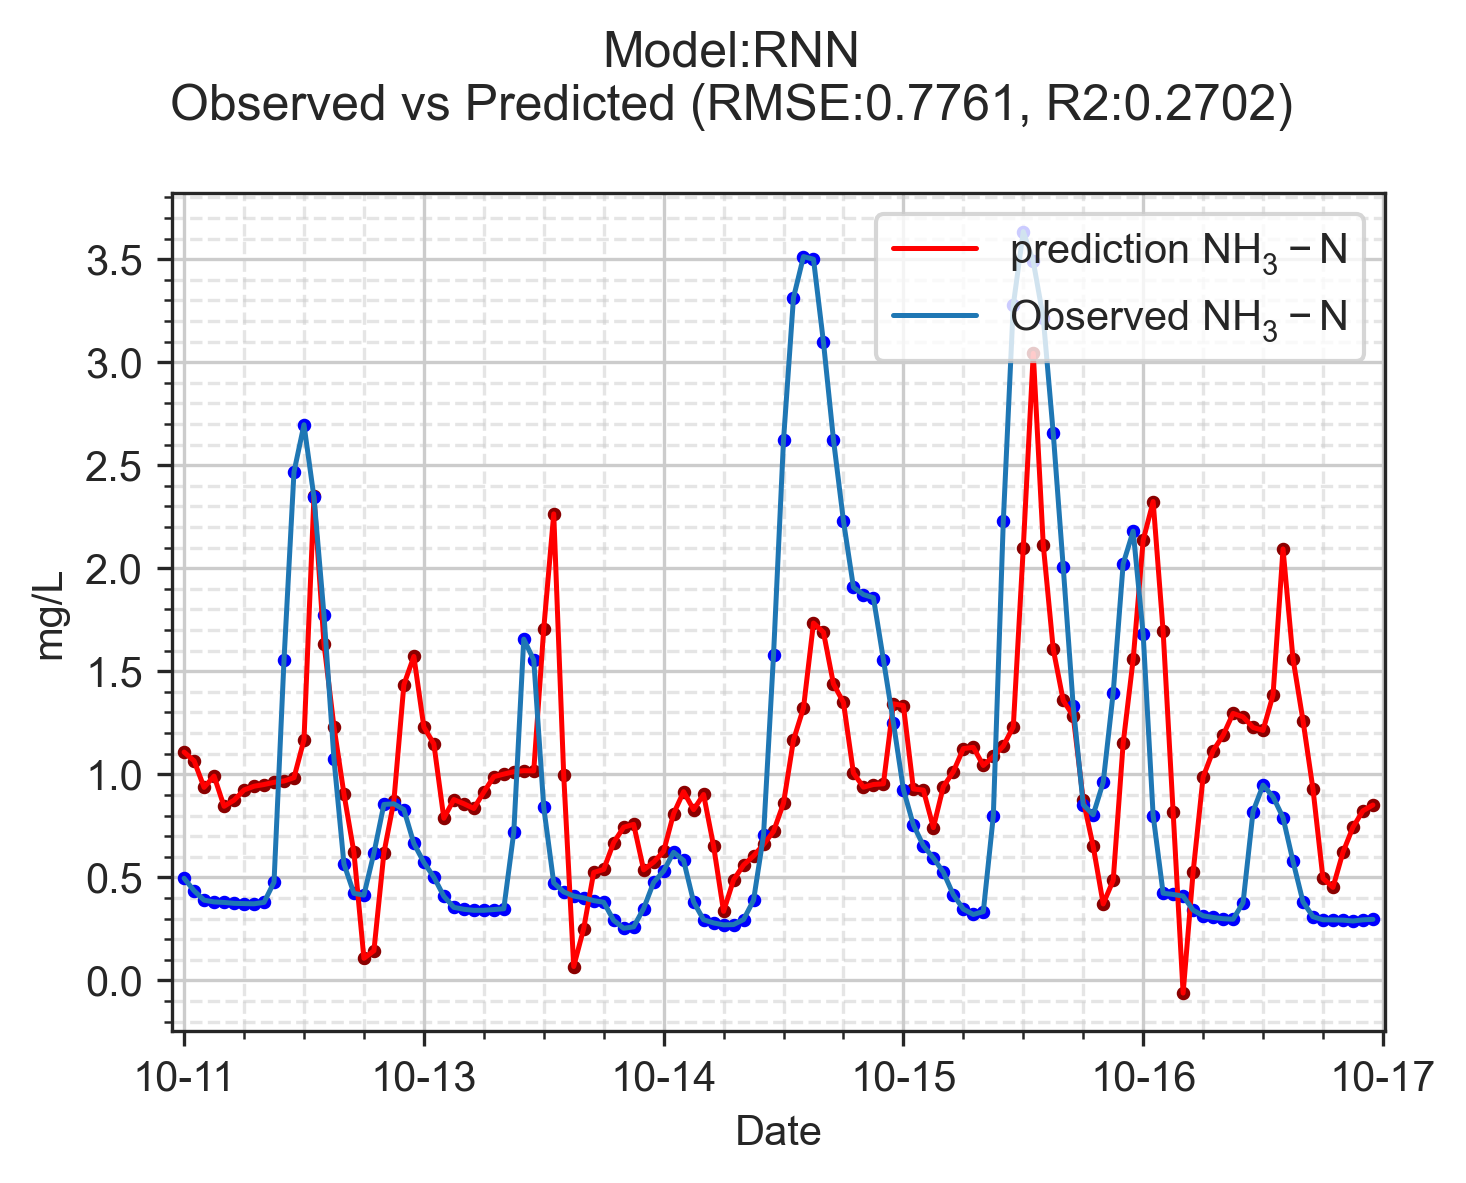 Model:RNN
Observed vs Predicted (RMSE:0.7761, R2:0.2702)
prediction NH₃ − N
Observed NH₃ − N
3.5
3.0
2.5
2.0
1.5
1.0
0.5
0.0
mg/L
10-11 10-13 10-14 10-15 10-16 10-17
Date